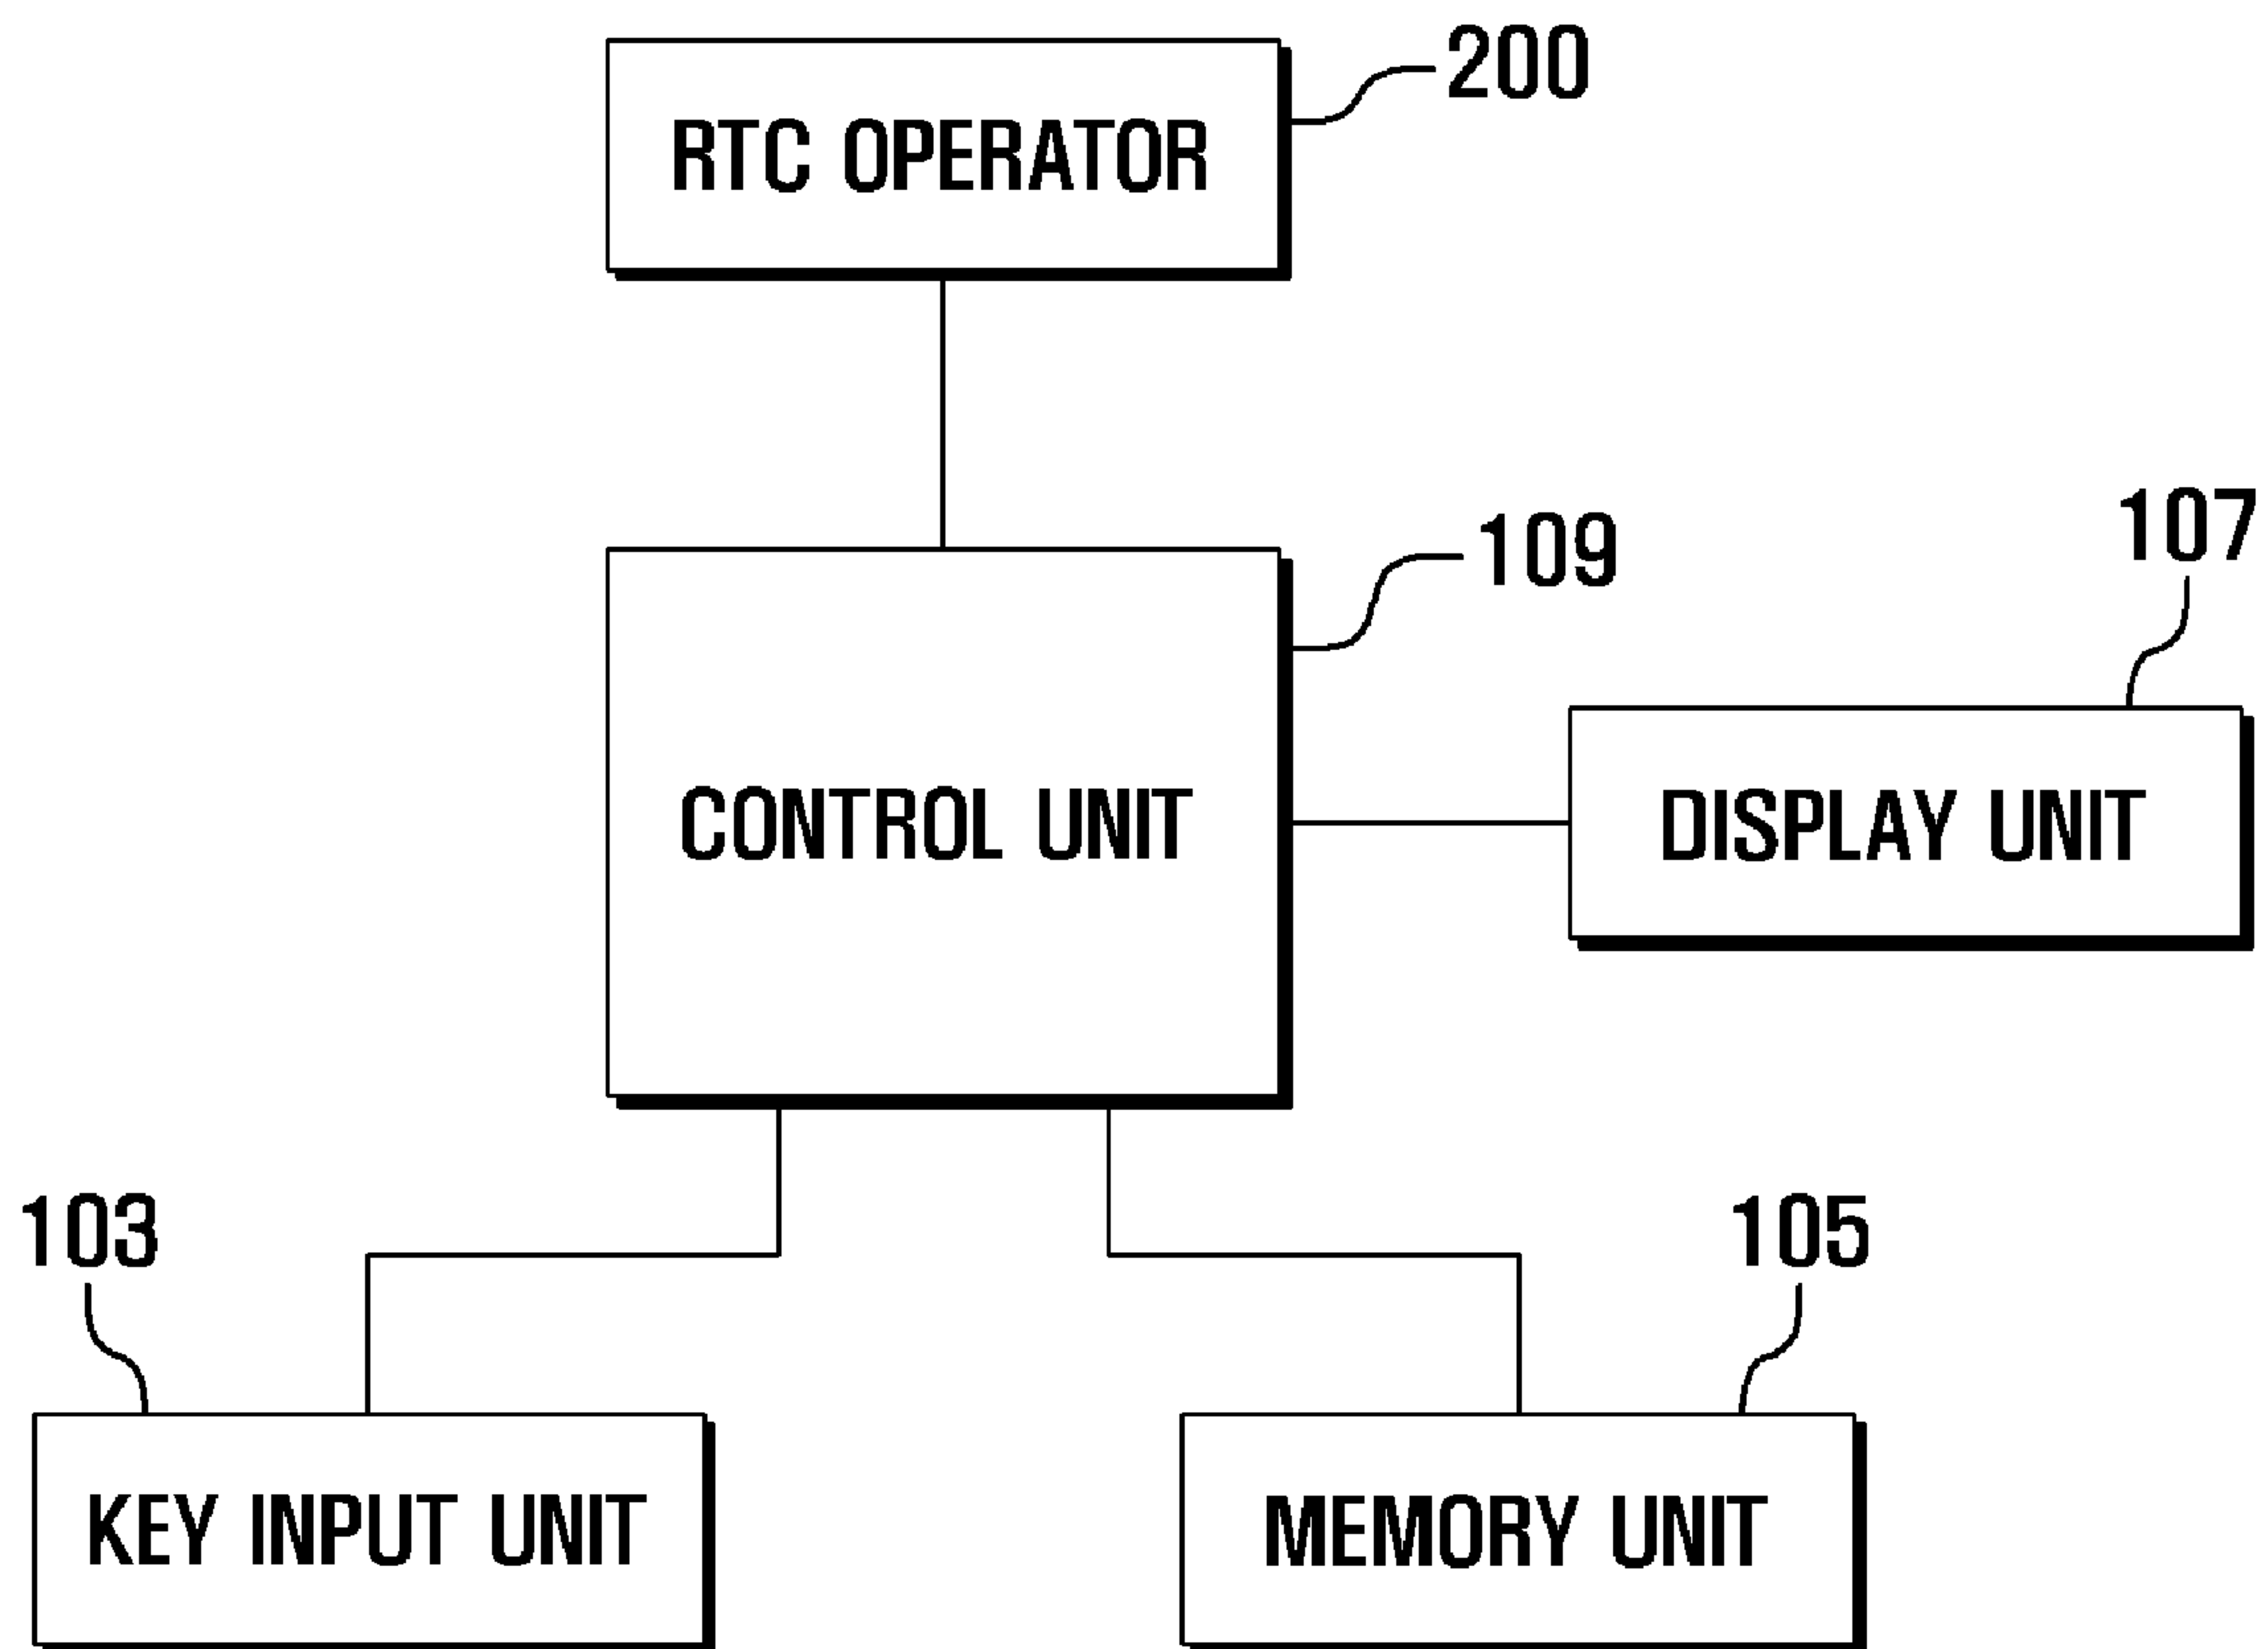 200
RTC OPERATOR
109
107
CONTROL UNIT
DISPLAY UNIT
103
105
KEY INPUT UNIT
MEMORY UNIT